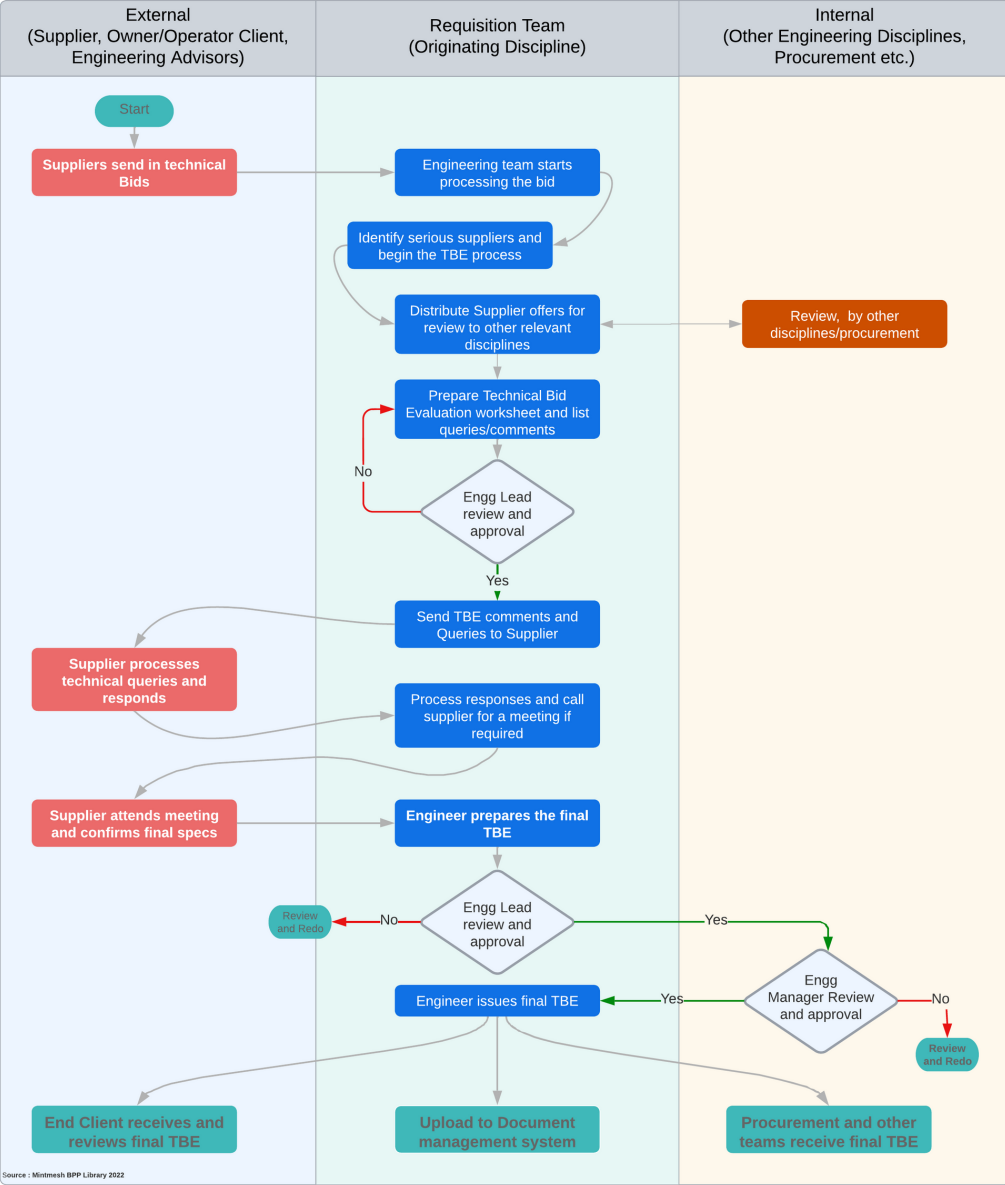 External
(Supplier, Owner/Operator Client,
Engineering Advisors)
Requisition Team
(Originating Discipline)
Internal
(Other Engineering Disciplines,
Procurement etc.)
Start
Suppliers send in technical
Bids
Engineering team starts
processing the bid
Identify serious suppliers and
begin the TBE process
Distribute Supplier offers for
review to other relevant
disciplines
Review,  by other
disciplines/procurement
Prepare Technical Bid
Evaluation worksheet and list
queries/comments
No
Engg Lead
review and
approval
Yes
Send TBE comments and
Queries to Supplier
Supplier processes
technical queries and
responds
Process responses and call
supplier for a meeting if
required
Supplier attends meeting
and confirms final specs
Engineer prepares the final
TBE
Engg Lead
review and
approval
No
Review
and Redo
Yes
Engg
Manager Review
and approval
Yes
No
Review
and Redo
Engineer issues final TBE
End Client receives and
reviews final TBE
Upload to Document
management system
Procurement and other
teams receive final TBE
Source : Mintmesh BPP Library 2022